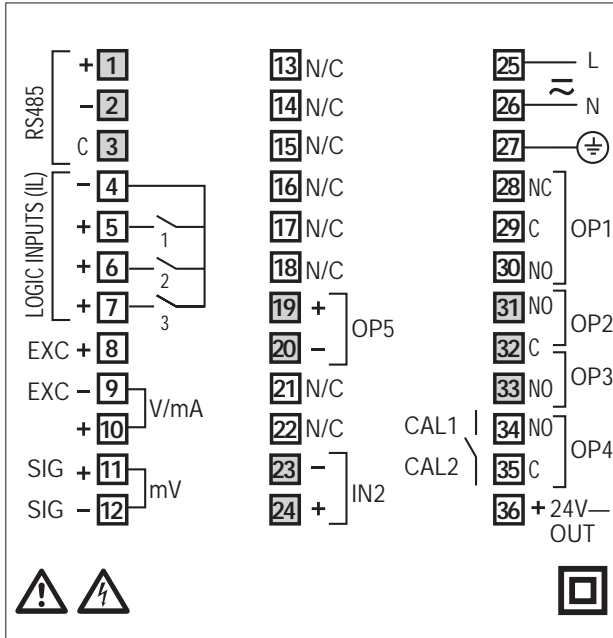 RS485
+ 1
− 2
C 3
LOGIC INPUTS (IL)
− 4
+ 5
1
+ 6
2
+ 7
3
EXC + 8
EXC − 9
V/mA
+ 10
SIG + 11
mV
SIG − 12
13 N/C
14 N/C
15 N/C
16 N/C
17 N/C
18 N/C
19 +
OP5
20 −
21 N/C
22 N/C
23 −
IN2
24 +
25 L
26 N
27
28 NC
29 C
OP1
30 NO
31 NO
OP2
32 C
OP3
33 NO
CAL1
34 NO
OP4
CAL2
35 C
36 + 24V—
OUT